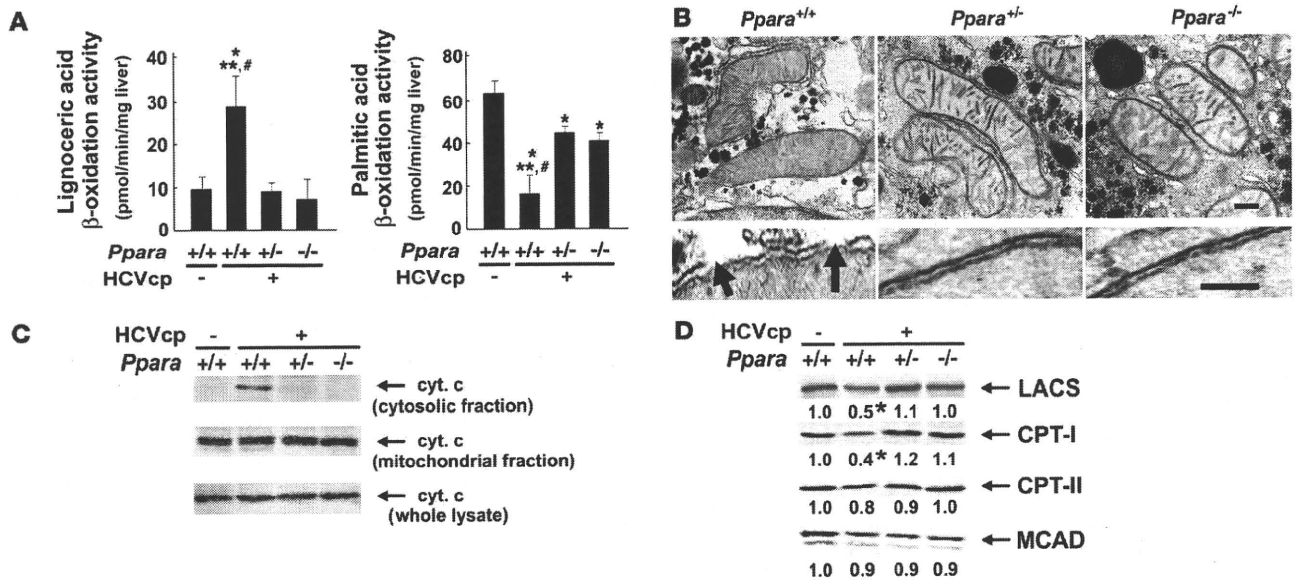 A
Lignoceric acid
β-oxidation activity
(pmol/min/mg liver)
40
30
20
10
0
*
**,#
Ppara +/+ +/+ +/- -/-
HCVcp - +
Palmitic acid
β-oxidation activity
(pmol/min/mg liver)
80
60
40
20
0
*
**,#
*
*
Ppara +/+ +/+ +/- -/-
HCVcp - +
B
Ppara+/+ Ppara+/- Ppara-/-
C
HCVcp - +
Ppara +/+ +/+ +/- -/-
cyt. c
(cytosolic fraction)
cyt. c
(mitochondrial fraction)
cyt. c
(whole lysate)
D
HCVcp - +
Ppara +/+ +/+ +/- -/-
LACS
1.0 0.5* 1.1 1.0
CPT-I
1.0 0.4* 1.2 1.1
CPT-II
1.0 0.8 0.9 1.0
MCAD
1.0 0.9 0.9 0.9